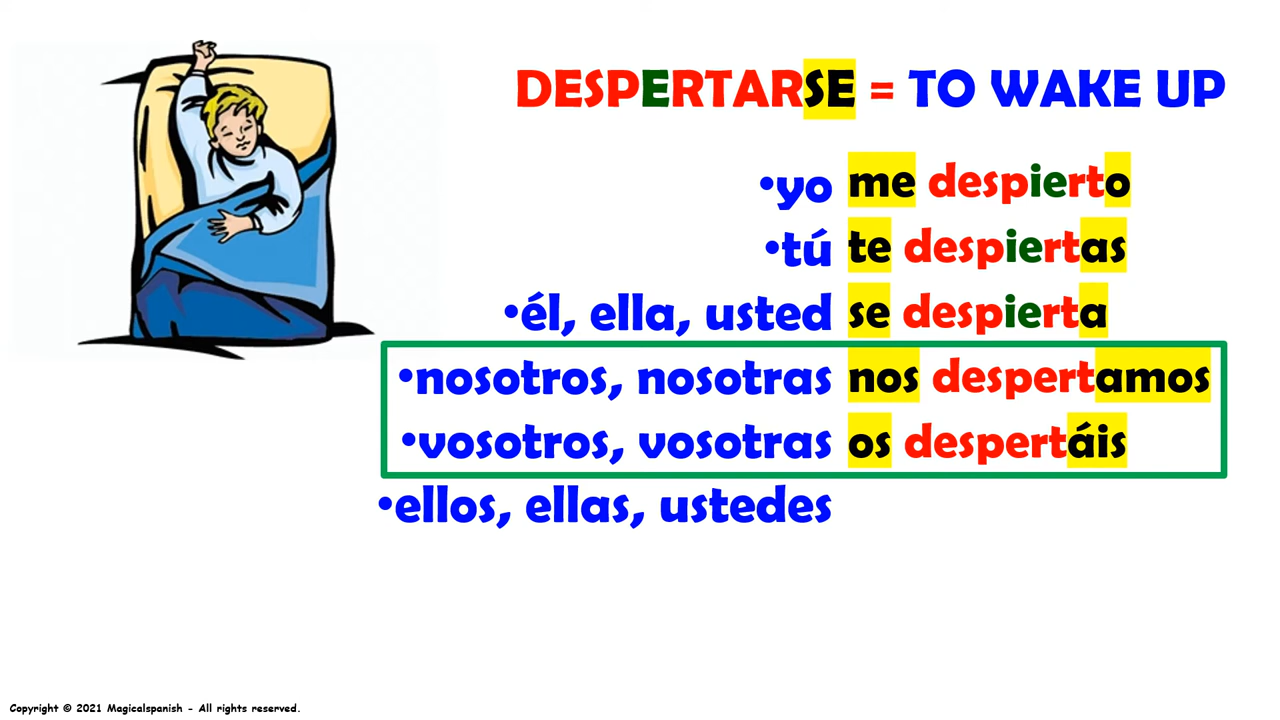 DESPERTARSE = TO WAKE UP
•yo me despierto
•tú te despiertas
•él, ella, usted se despierta
•nosotros, nosotras nos despertamos
•vosotros, vosotras os despertáis
•ellos, ellas, ustedes
Copyright © 2021 Magicalspanish - All rights reserved.